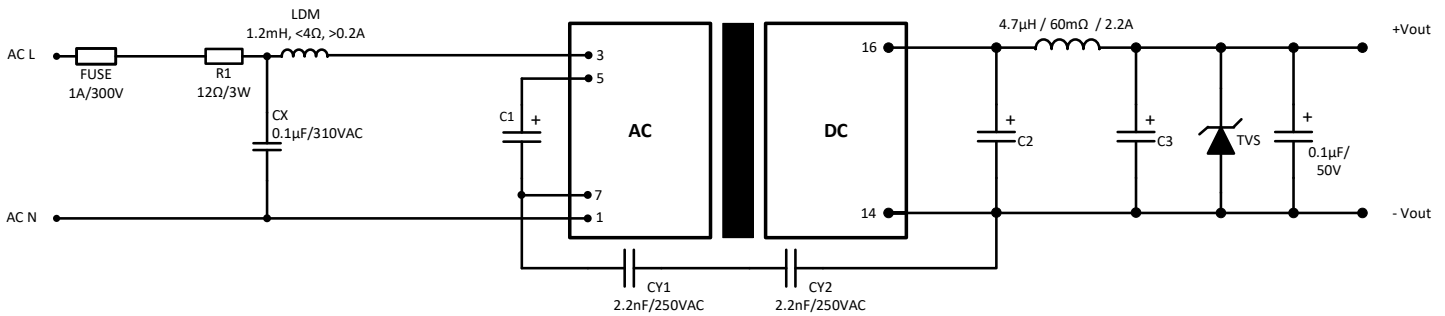 LDM
1.2mH, <4Ω, >0.2A
4.7µH / 60mΩ / 2.2A
+Vout
AC L
FUSE
1A/300V
R1
12Ω/3W
3
5
16
CX
0.1µF/310VAC
C1
+
AC
DC
+
C2
+
C3
TVS
+
0.1µF/
50V
7
1
14
AC N
- Vout
CY1
2.2nF/250VAC
CY2
2.2nF/250VAC